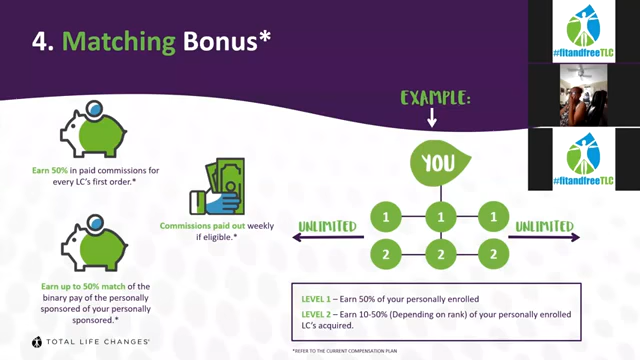 4. Matching Bonus*
#fitandfreeTLC
EXAMPLE:
YOU
Earn 50% in paid commissions for
every LC's first order.*
#fitandfreeTLC
Commissions paid out weekly
if eligible.*
UNLIMITED
1 1 1
UNLIMITED
2 2 2
Earn up to 50% match of the
binary pay of the personally
sponsored of your personally
sponsored.*
LEVEL 1 – Earn 50% of your personally enrolled
LEVEL 2 – Earn 10-50% (Depending on rank) of your personally enrolled
LC's acquired.
TOTAL LIFE CHANGES®
*REFER TO THE CURRENT COMPENSATION PLAN